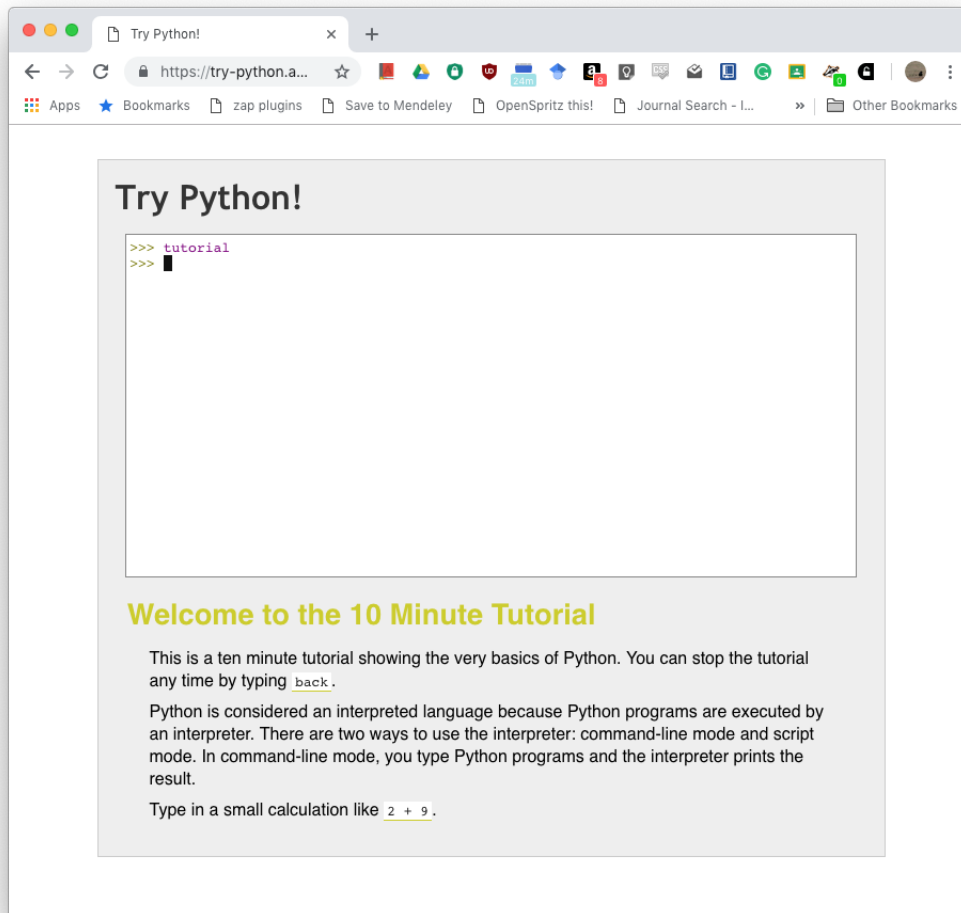 Try Python!
https://try-python.a...
24m
8
0
Apps
Bookmarks
zap plugins
Save to Mendeley
OpenSpritz this!
Journal Search - I...
»
Other Bookmarks
Try Python!
>>> tutorial
>>>
Welcome to the 10 Minute Tutorial
This is a ten minute tutorial showing the very basics of Python. You can stop the tutorial
any time by typing back.
Python is considered an interpreted language because Python programs are executed by
an interpreter. There are two ways to use the interpreter: command-line mode and script
mode. In command-line mode, you type Python programs and the interpreter prints the
result.
Type in a small calculation like 2 + 9.